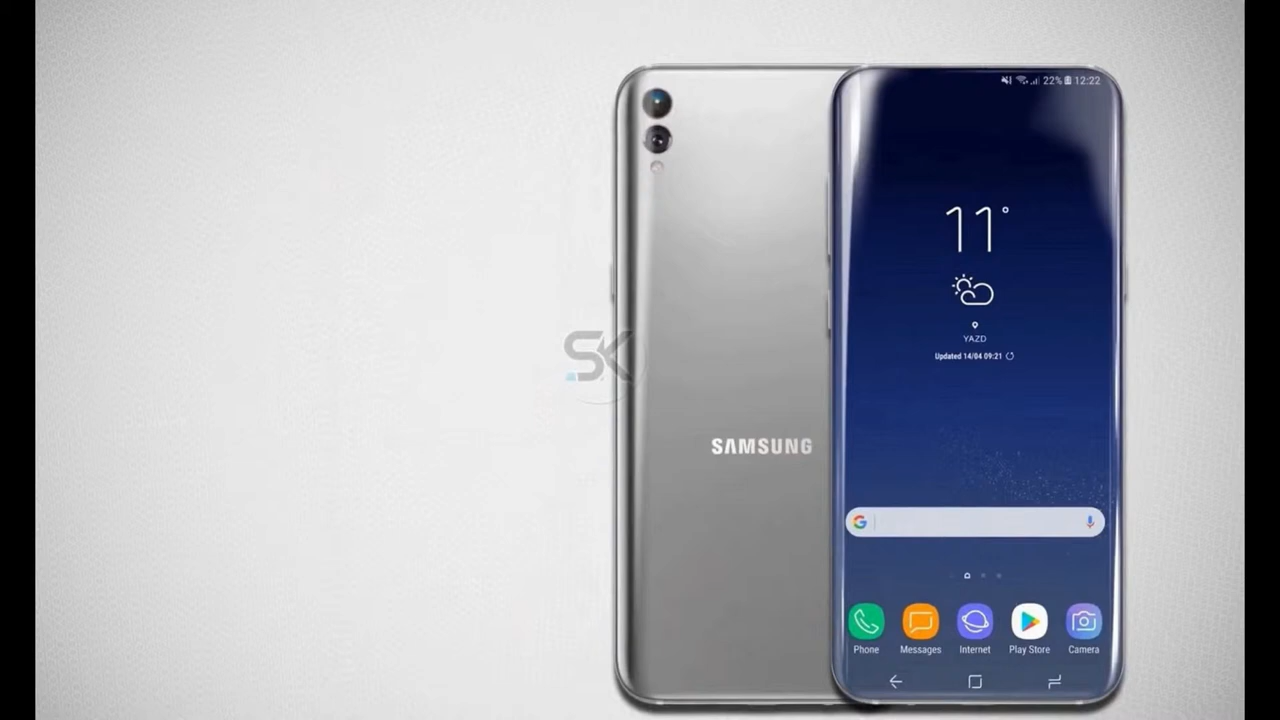 22% 12:22
11°
YAZD
Updated 14/04 09:21
.SK
SAMSUNG
G
Phone Messages Internet Play Store Camera